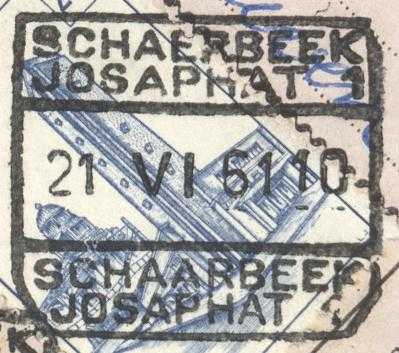 SCHAERBEEK
JOSAPHAT 1
21 VI 61 10
SCHAARBEEK
JOSAPHAT